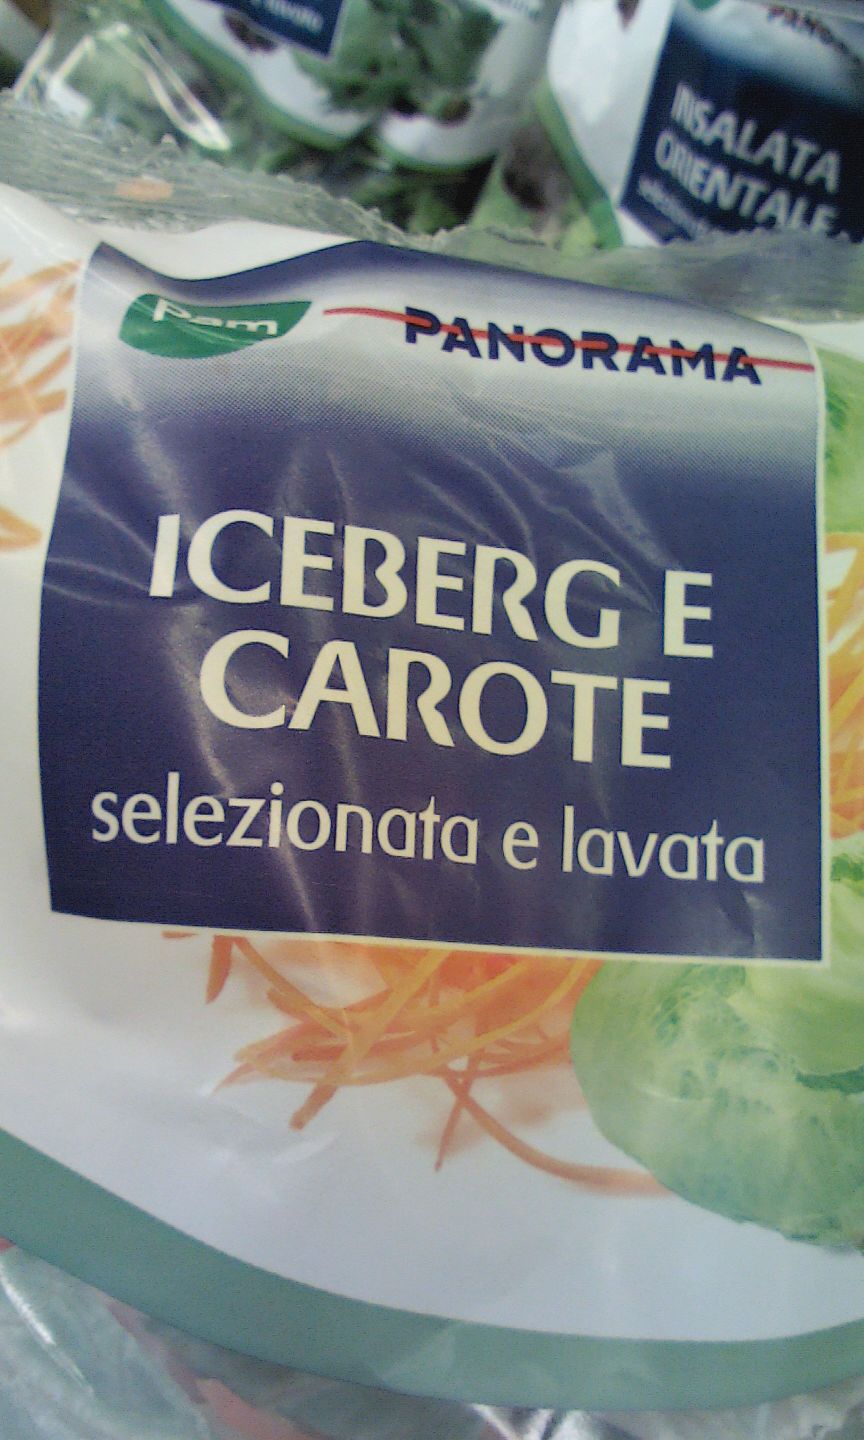 INSALATA
ORIENTALE
Pam PANORAMA
ICEBERG E
CAROTE
selezionata e lavata